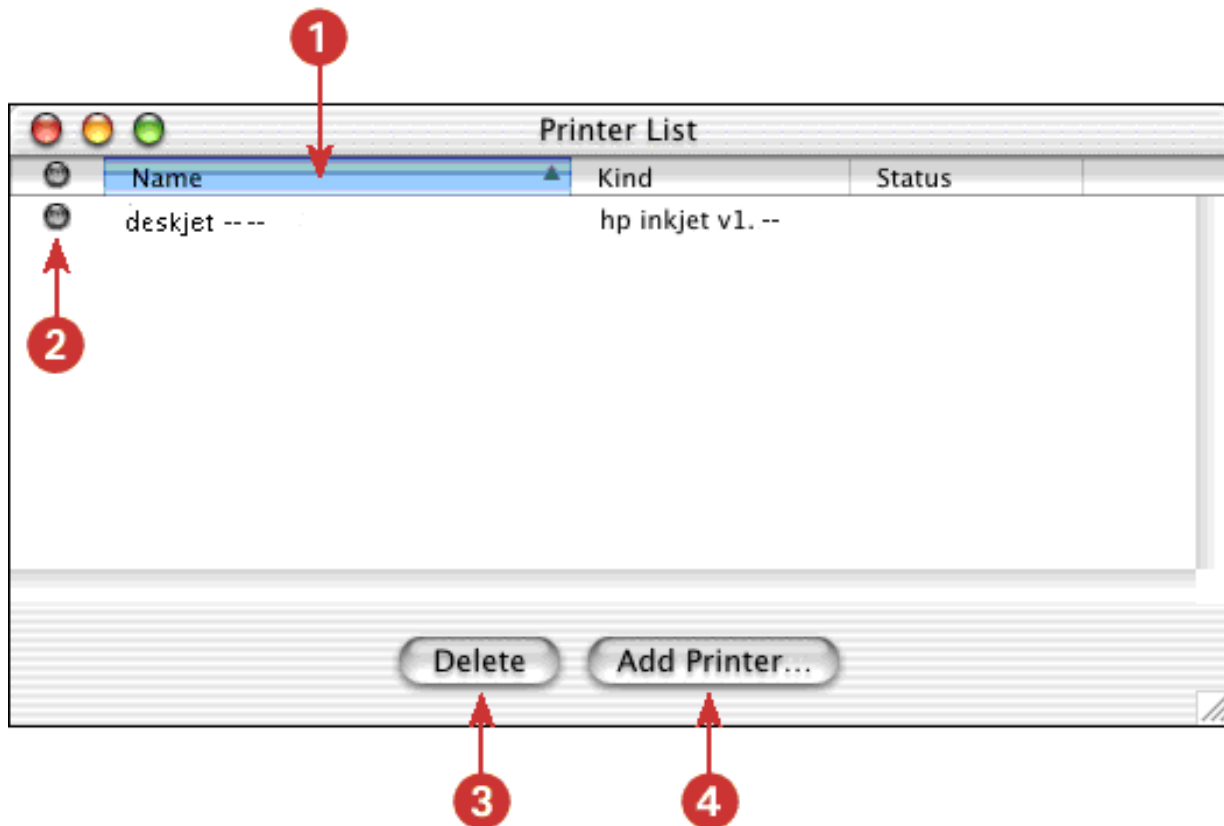 1
Printer List
Name Kind Status
deskjet -- -- hp inkjet v1. --
2
Delete Add Printer...
3 4